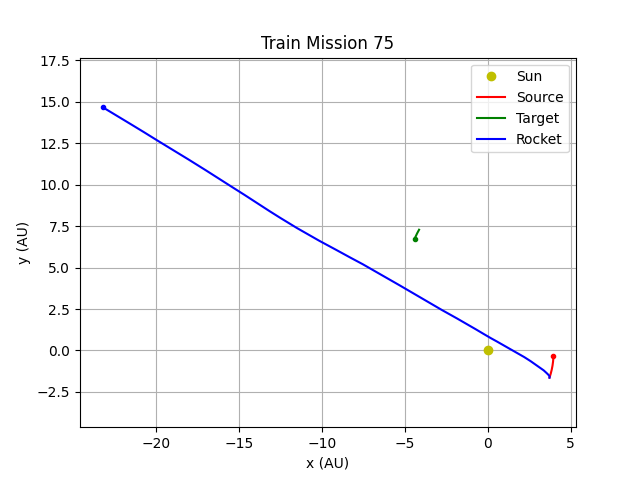 Train Mission 75
17.5
15.0
12.5
10.0
7.5
5.0
2.5
0.0
−2.5
y (AU)
Sun
Source
Target
Rocket
−20 −15 −10 −5 0 5
x (AU)